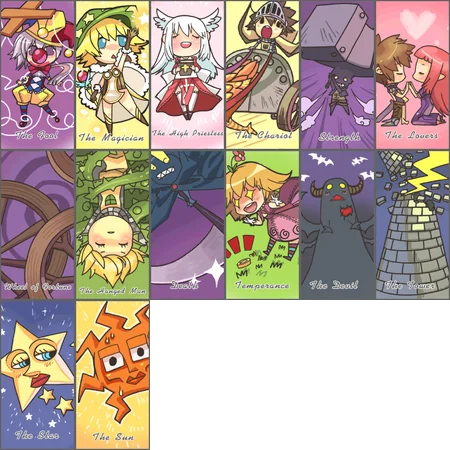 The Fool
The Magician
The High Priestess
The Chariot
Strength
The Lovers
Wheel of Fortune
The Hanged Man
Death
Temperance
The Devil
The Tower
The Star
The Sun